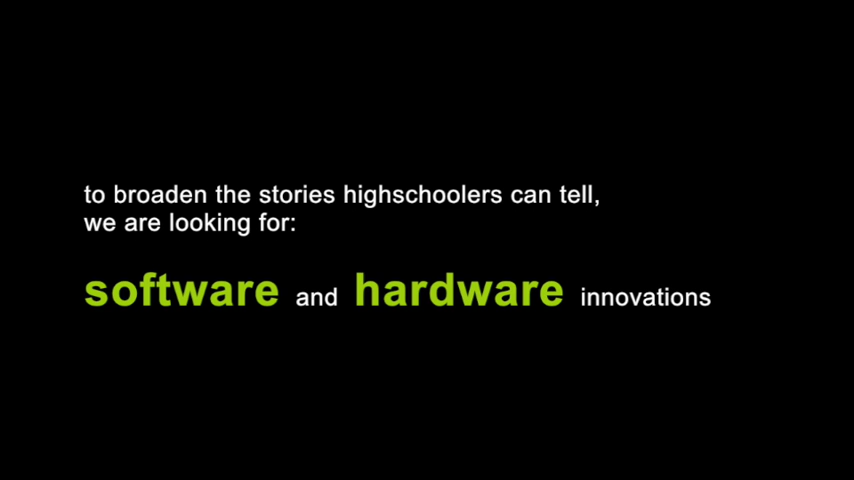 to broaden the stories highschoolers can tell,
we are looking for:
software and hardware innovations